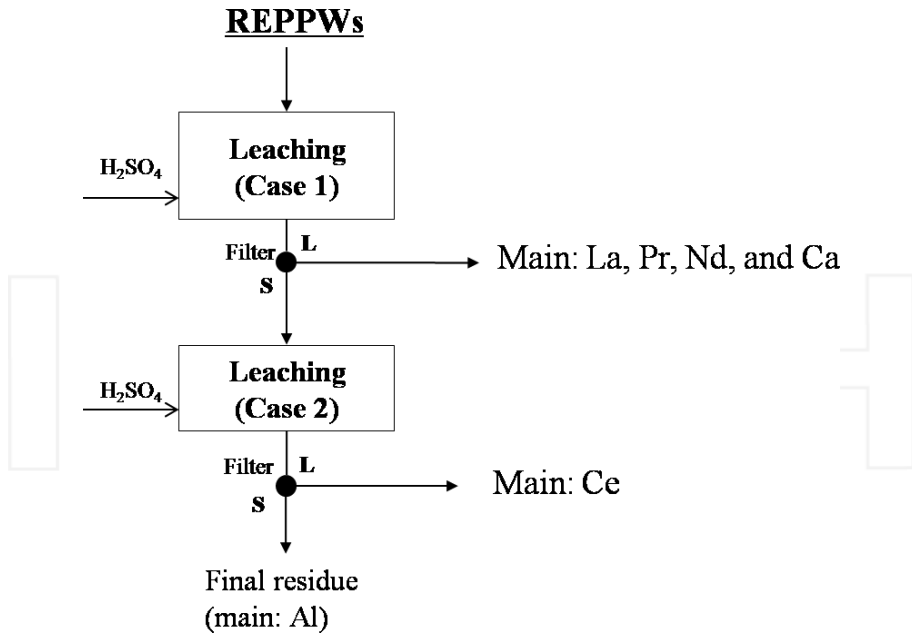 REPPWs
Leaching
(Case 1)
H₂SO₄
Filter
L
S
Main: La, Pr, Nd, and Ca
Leaching
(Case 2)
H₂SO₄
Filter
L
S
Main: Ce
Final residue
(main: Al)